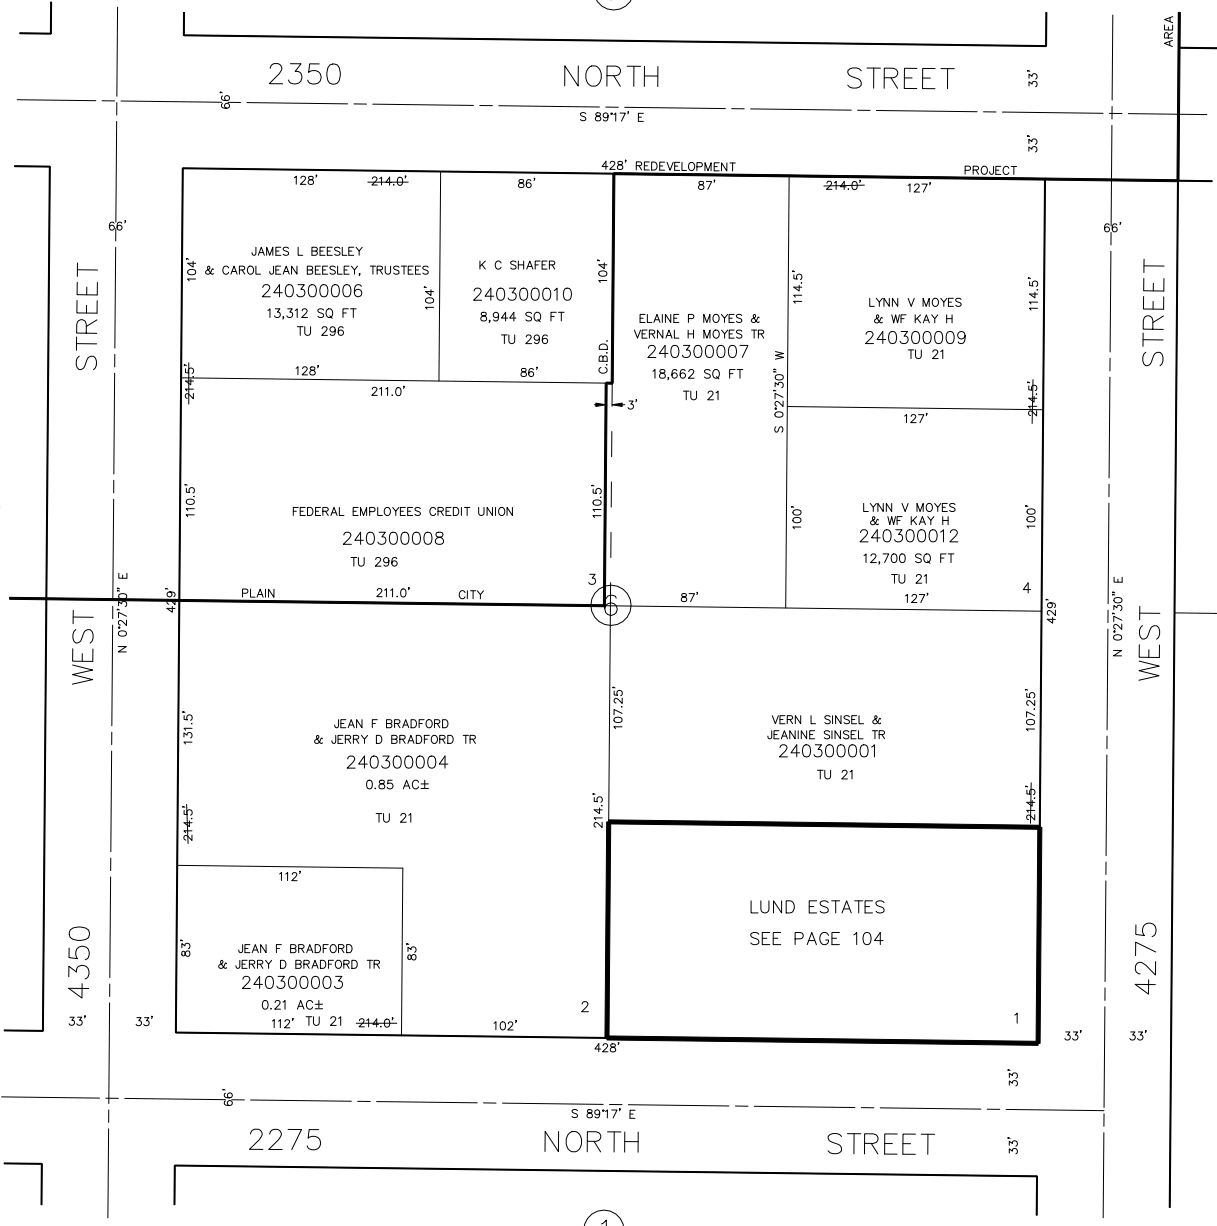 AREA
2350 NORTH STREET
33'
66'
S 89°17' E
33'
428' REDEVELOPMENT PROJECT
128' 214.0' 86' 87' 214.0' 127'
66' 66'
STREET
104'
JAMES L BEESLEY
& CAROL JEAN BEESLEY, TRUSTEES
240300006
13,312 SQ FT
TU 296
104'
K C SHAFER
240300010
8,944 SQ FT
TU 296
104'
C.B.D.
ELAINE P MOYES &
VERNAL H MOYES TR
240300007
18,662 SQ FT
TU 21
114.5'
S 0°27'30" W
LYNN V MOYES
& WF KAY H
240300009
TU 21
114.5'
STREET
128' 86'
214.5' 211.0' 3' 127' 214.5'
110.5'
FEDERAL EMPLOYEES CREDIT UNION
240300008
TU 296
110.5'
100'
LYNN V MOYES
& WF KAY H
240300012
12,700 SQ FT
TU 21
100'
3
4
PLAIN 211.0' CITY 87' 127'
6
429' 429'
N 0°27'30" E N 0°27'30" E
WEST WEST
131.5'
JEAN F BRADFORD
& JERRY D BRADFORD TR
240300004
0.85 AC±
TU 21
107.25'
VERN L SINSEL &
JEANINE SINSEL TR
240300001
TU 21
107.25'
214.5' 214.5' 214.5'
112'
83'
JEAN F BRADFORD
& JERRY D BRADFORD TR
240300003
0.21 AC±
112' TU 21 214.0' 102'
83'
2
LUND ESTATES
SEE PAGE 104
1
4350 4275
33' 33' 33' 33'
428'
33'
66'
S 89°17' E
2275 NORTH STREET
33'
1